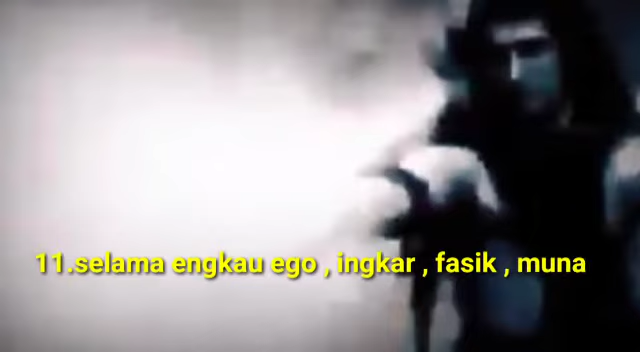 11.selama engkau ego , ingkar , fasik , muna